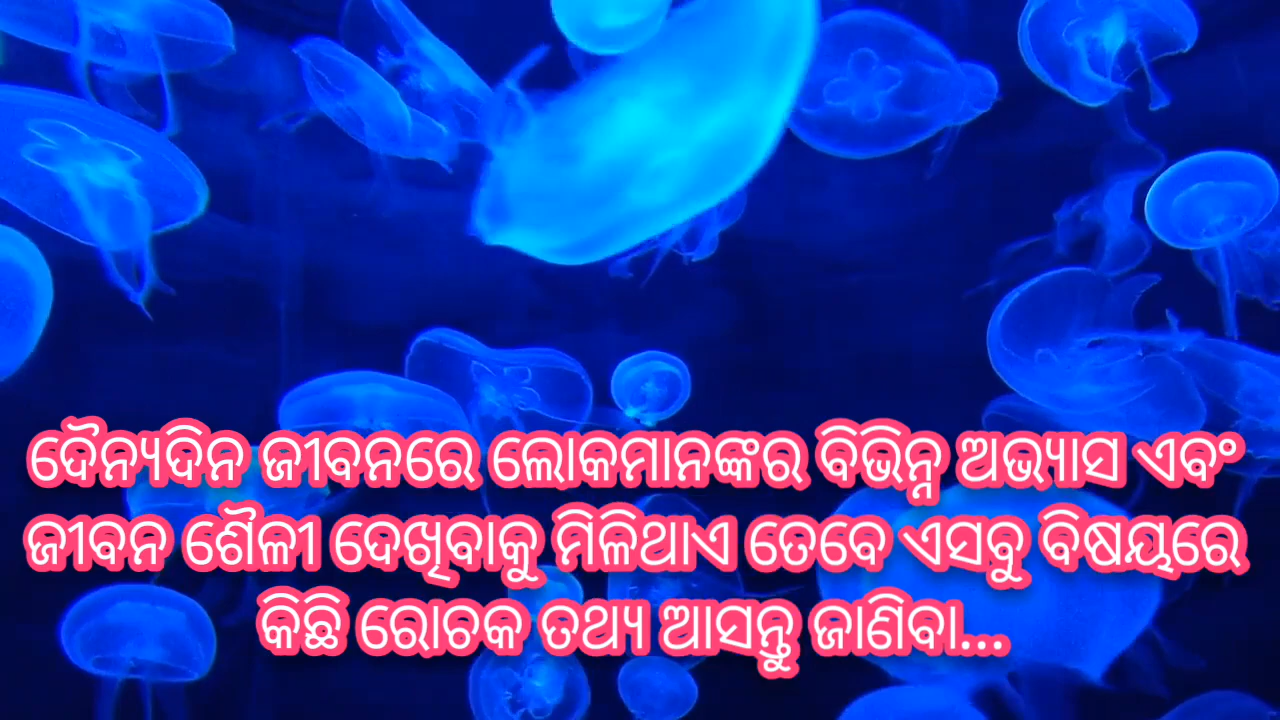 ଦୈନ୍ୟଦିନ ଜୀବନରେ ଲୋକମାନଙ୍କର ବିଭିନ୍ନ ଅଭ୍ୟାସ ଏବଂ
ଜୀବନ ଶୈଳୀ ଦେଖିବାକୁ ମିଳିଥାଏ ତେବେ ଏସବୁ ବିଷୟରେ
କିଛି ରୋଚକ ତଥ୍ୟ ଆସନ୍ତୁ ଜାଣିବା...